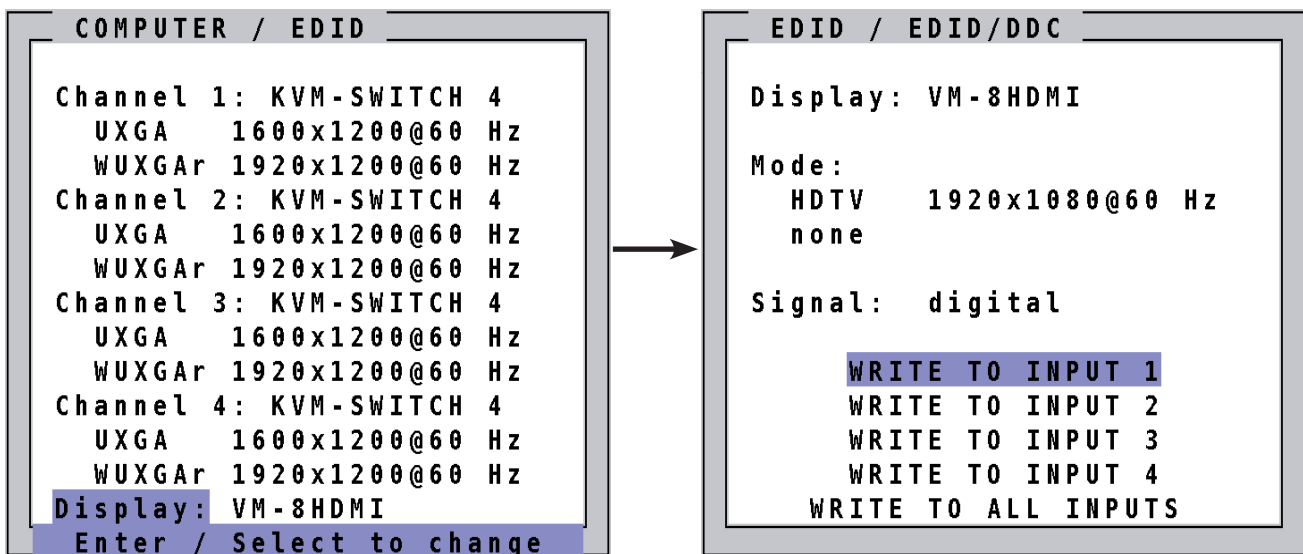 COMPUTER / EDID
Channel 1: KVM-SWITCH 4
UXGA 1600x1200@60 Hz
WUXGAr 1920x1200@60 Hz
Channel 2: KVM-SWITCH 4
UXGA 1600x1200@60 Hz
WUXGAr 1920x1200@60 Hz
Channel 3: KVM-SWITCH 4
UXGA 1600x1200@60 Hz
WUXGAr 1920x1200@60 Hz
Channel 4: KVM-SWITCH 4
UXGA 1600x1200@60 Hz
WUXGAr 1920x1200@60 Hz
Display: VM-8HDMI
Enter / Select to change
EDID / EDID/DDC
Display: VM-8HDMI
Mode:
HDTV 1920x1080@60 Hz
none
Signal: digital
WRITE TO INPUT 1
WRITE TO INPUT 2
WRITE TO INPUT 3
WRITE TO INPUT 4
WRITE TO ALL INPUTS